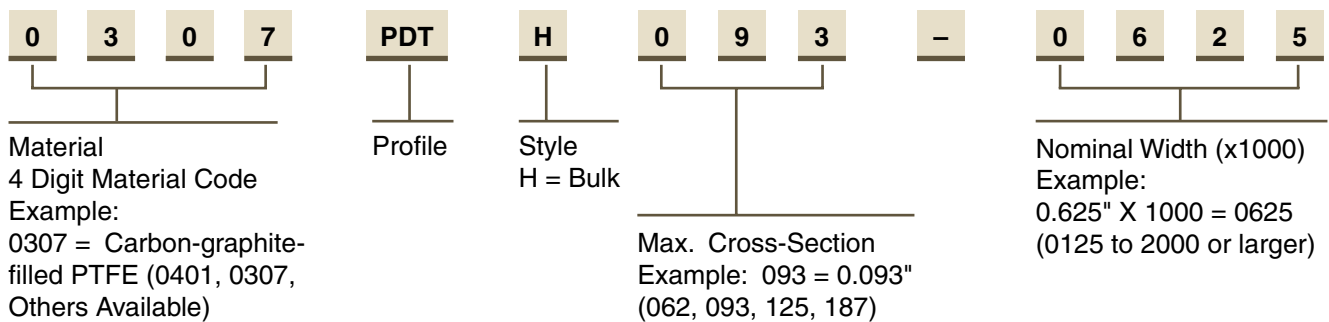 0 3 0 7 PDT H 0 9 3 – 0 6 2 5
Material
4 Digit Material Code
Example:
0307 = Carbon-graphite-
filled PTFE (0401, 0307,
Others Available)
Profile
Style
H = Bulk
Max. Cross-Section
Example: 093 = 0.093"
(062, 093, 125, 187)
Nominal Width (x1000)
Example:
0.625" X 1000 = 0625
(0125 to 2000 or larger)